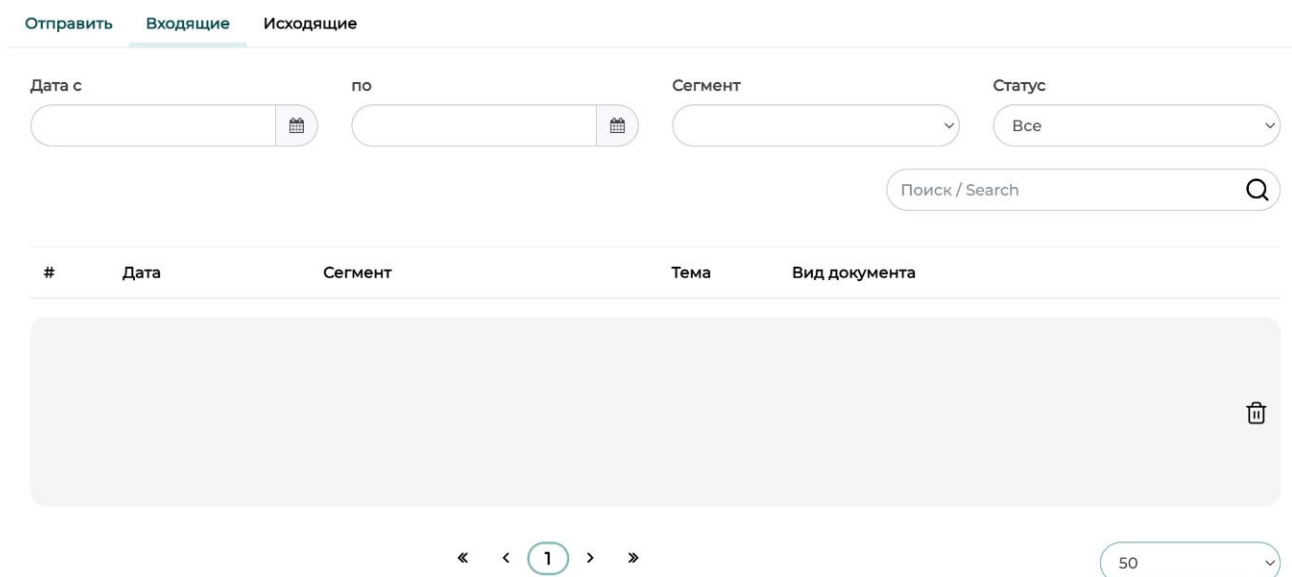 Отправить Входящие Исходящие
Дата с по Сегмент Статус
Все
Поиск / Search
# Дата Сегмент Тема Вид документа
« ‹ 1 › »
50